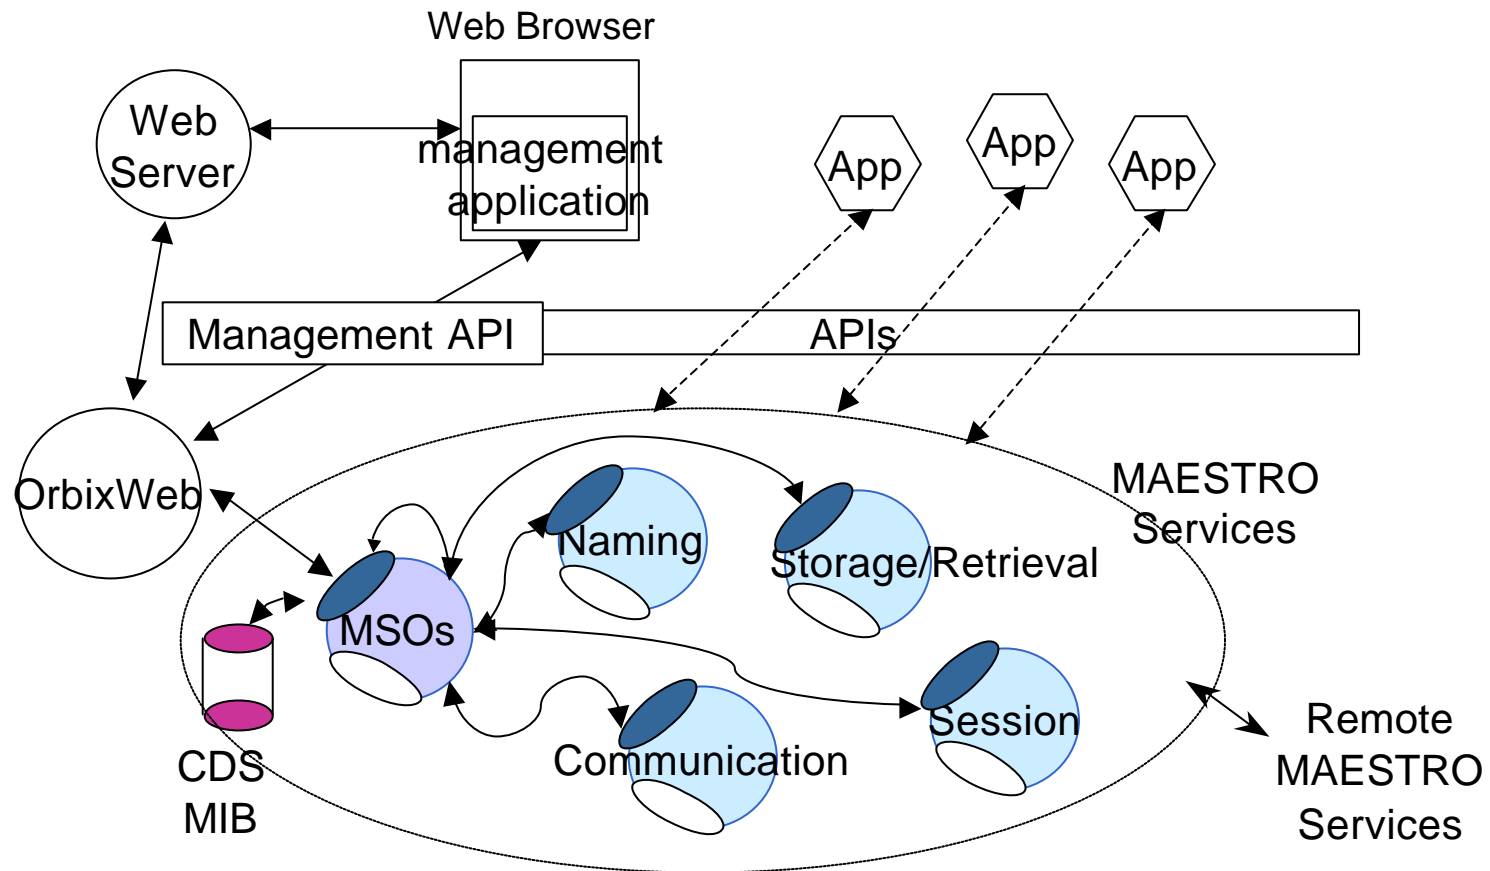 Web Browser
Web
Server
management
application
App
App
App
Management API
APIs
OrbixWeb
MAESTRO
Services
Naming
Storage/Retrieval
MSOs
Session
Communication
CDS
MIB
Remote
MAESTRO
Services